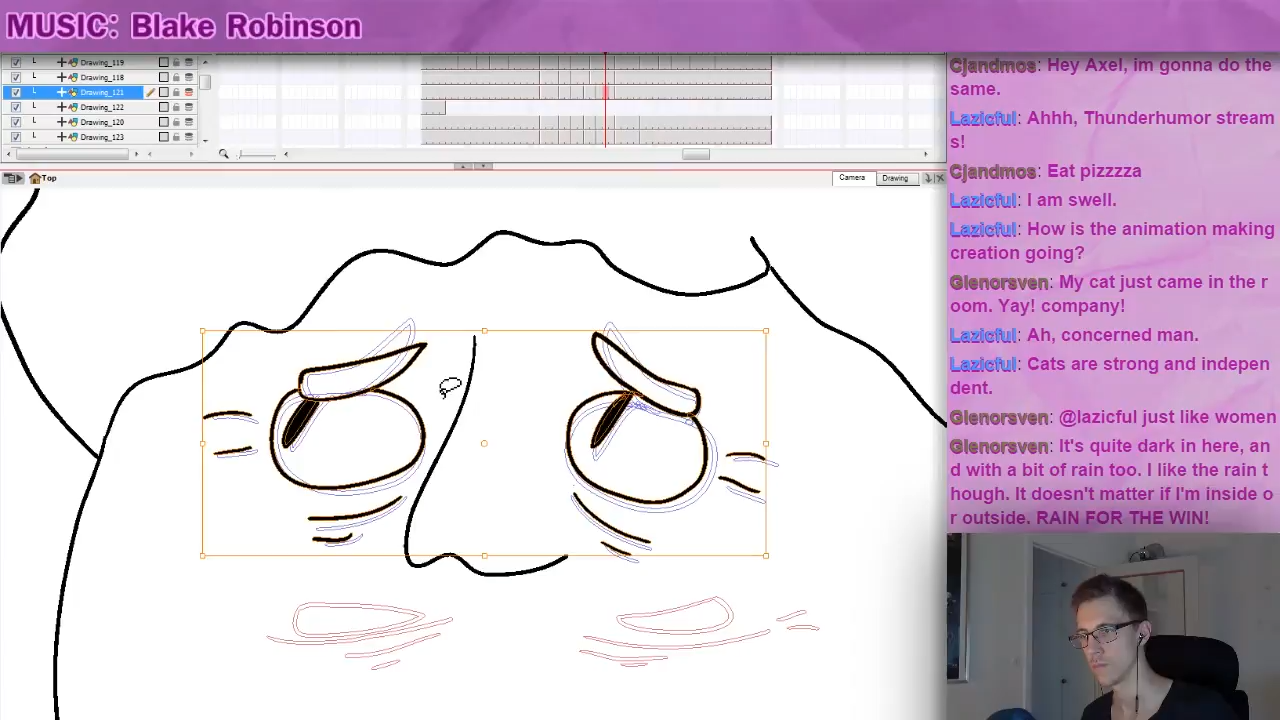 MUSIC: Blake Robinson
Drawing_119
Drawing_118
Drawing_121
Drawing_122
Drawing_120
Drawing_123
Top
Camera
Drawing
Cjandmos: Hey Axel, im gonna do the
same.
Lazicful: Ahhh, Thunderhumor stream
s!
Cjandmos: Eat pizzzza
Lazicful: I am swell.
Lazicful: How is the animation making
creation going?
Glenorsven: My cat just came in the r
oom. Yay! company!
Lazicful: Ah, concerned man.
Lazicful: Cats are strong and indepen
dent.
Glenorsven: @lazicful just like women
Glenorsven: It's quite dark in here, an
d with a bit of rain too. I like the rain t
hough. It doesn't matter if I'm inside o
r outside. RAIN FOR THE WIN!